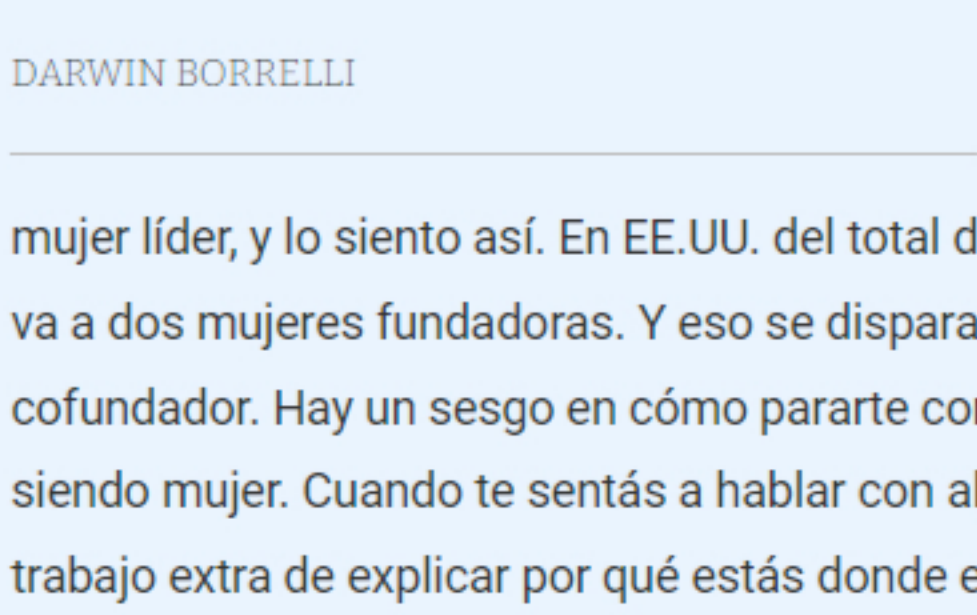 DARWIN BORRELLI
mujer líder, y lo siento así. En EE.UU. del total d
va a dos mujeres fundadoras. Y eso se dispara
cofundador. Hay un sesgo en cómo pararte
siendo mujer. Cuando te sentás a hablar con
trabajo extra de explicar por qué estás donde